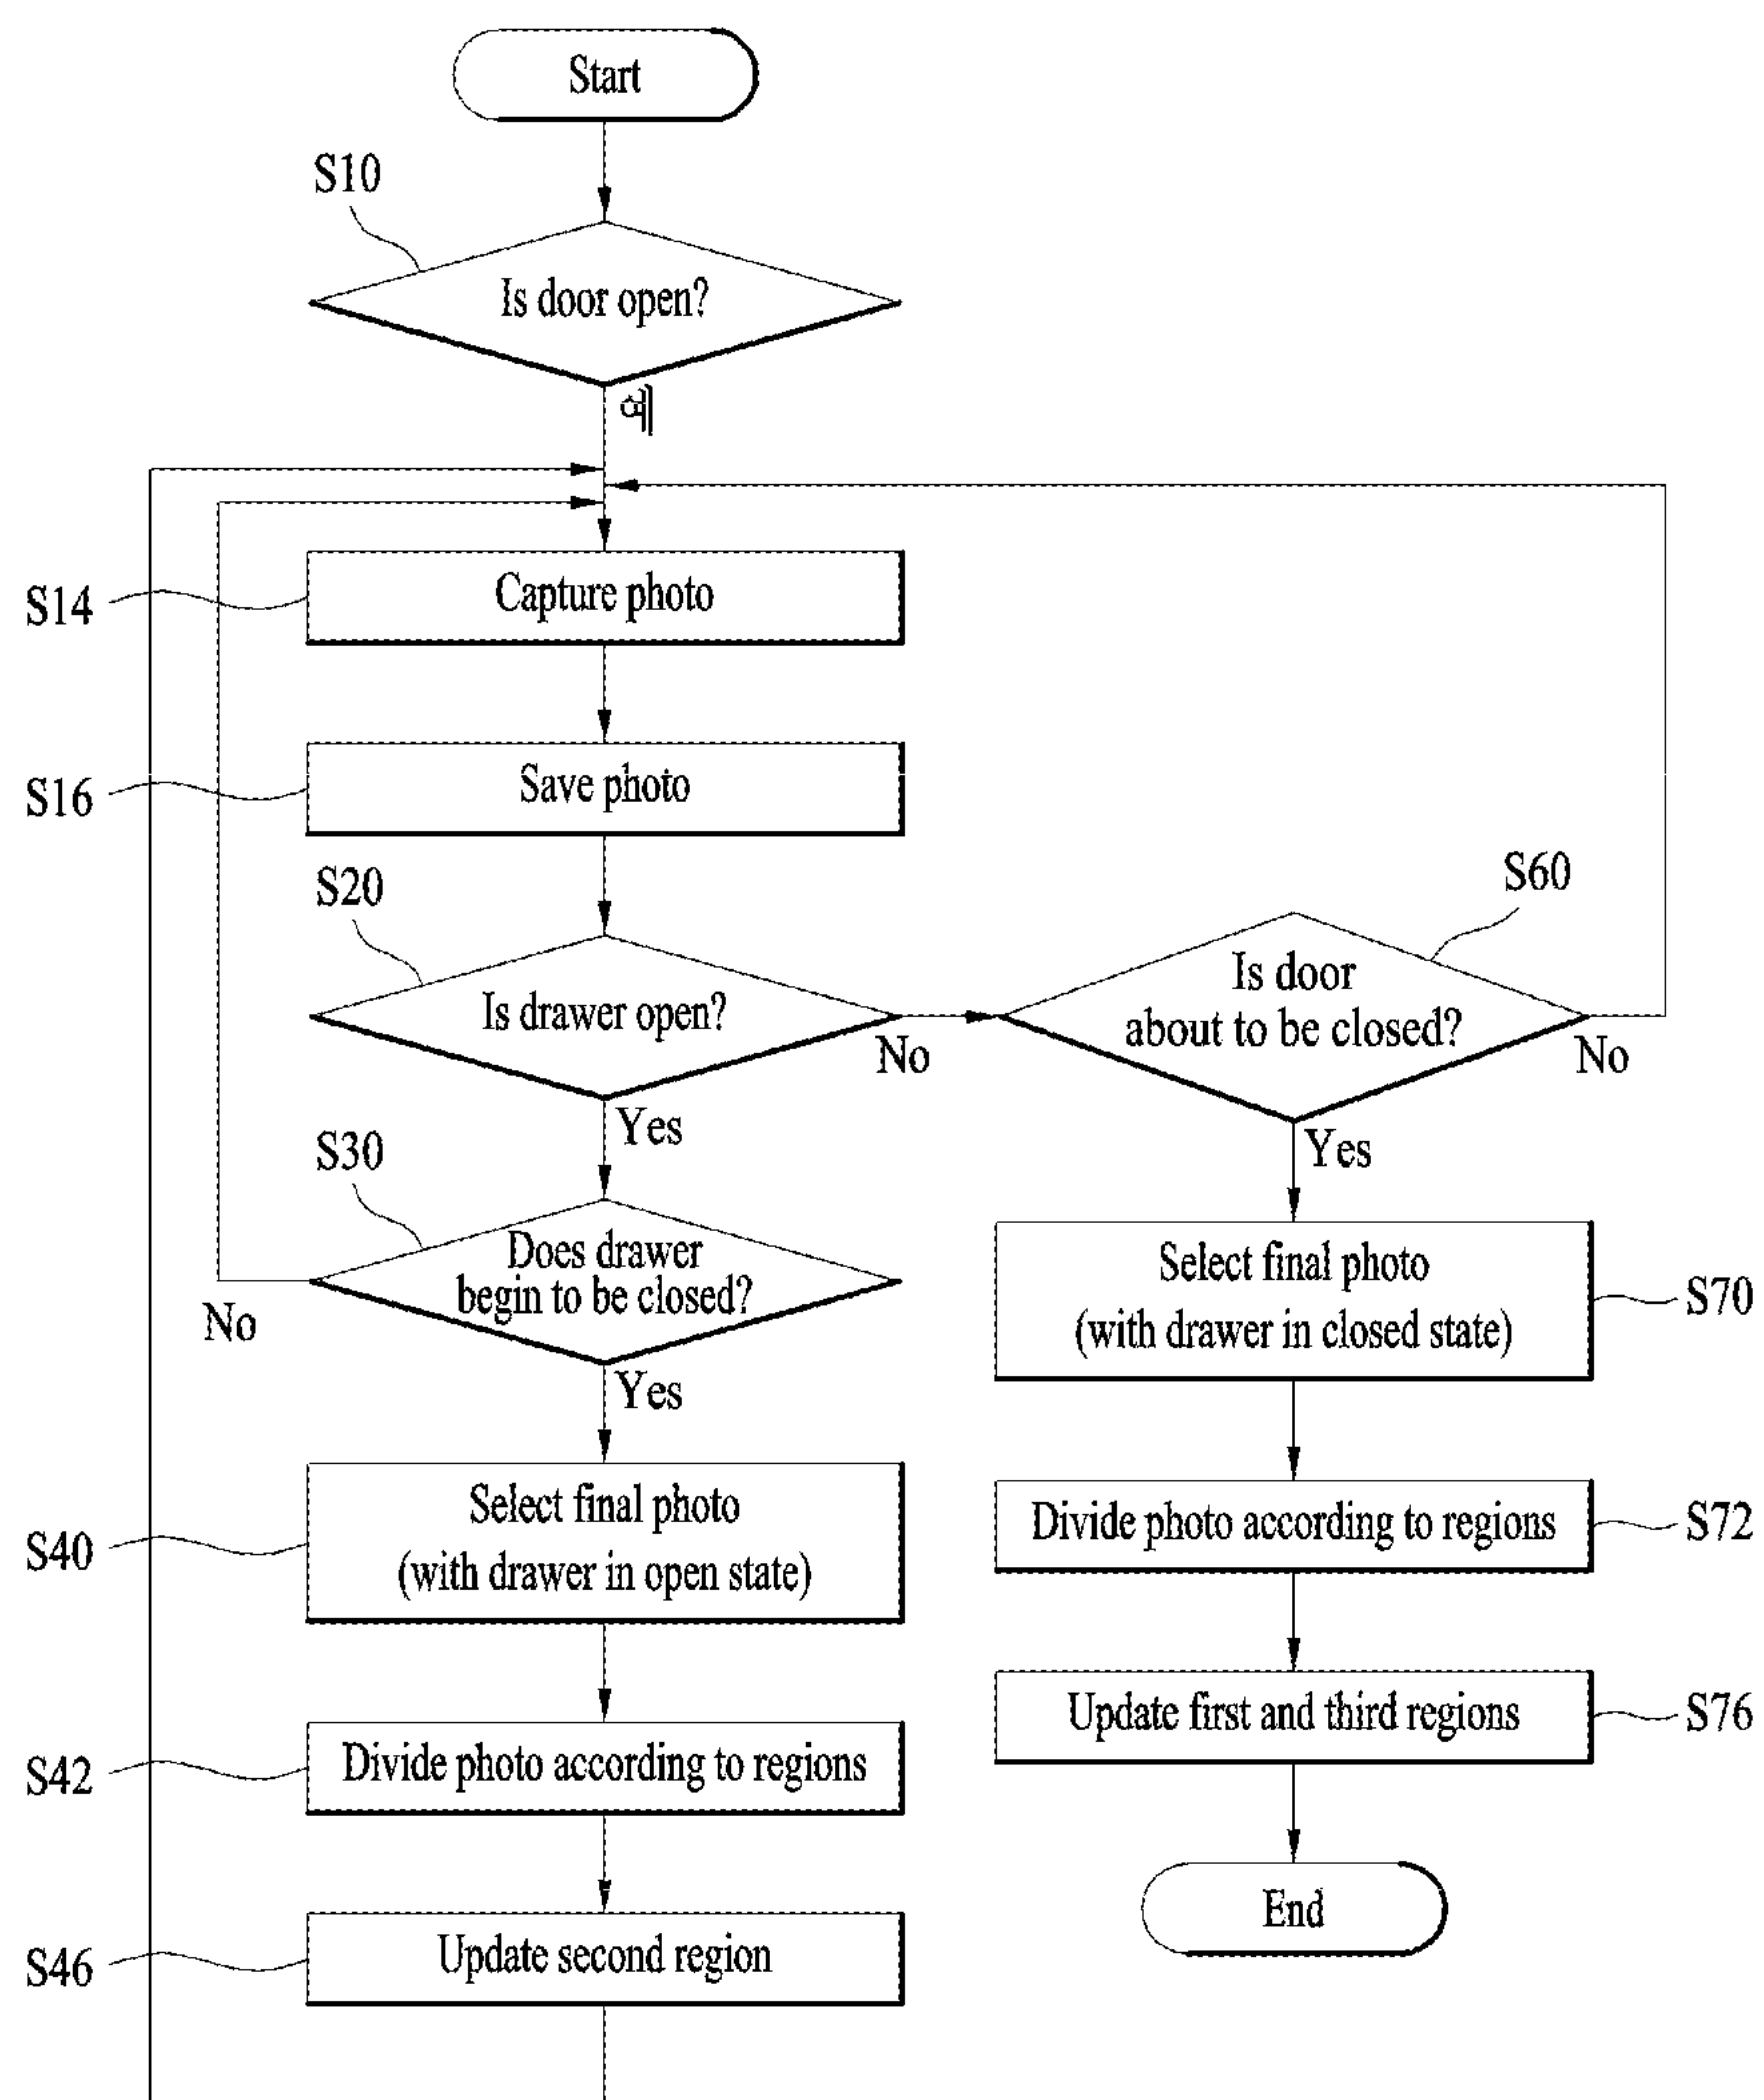 Start
S10
Is door open?
예
S14
Capture photo
S16
Save photo
S20
Is drawer open?
No
Yes
S60
Is door
about to be closed?
No
Yes
S30
Does drawer
begin to be closed?
No
Yes
S40
Select final photo
(with drawer in open state)
S42
Divide photo according to regions
S46
Update second region
Select final photo
(with drawer in closed state)
S70
Divide photo according to regions
S72
Update first and third regions
S76
End